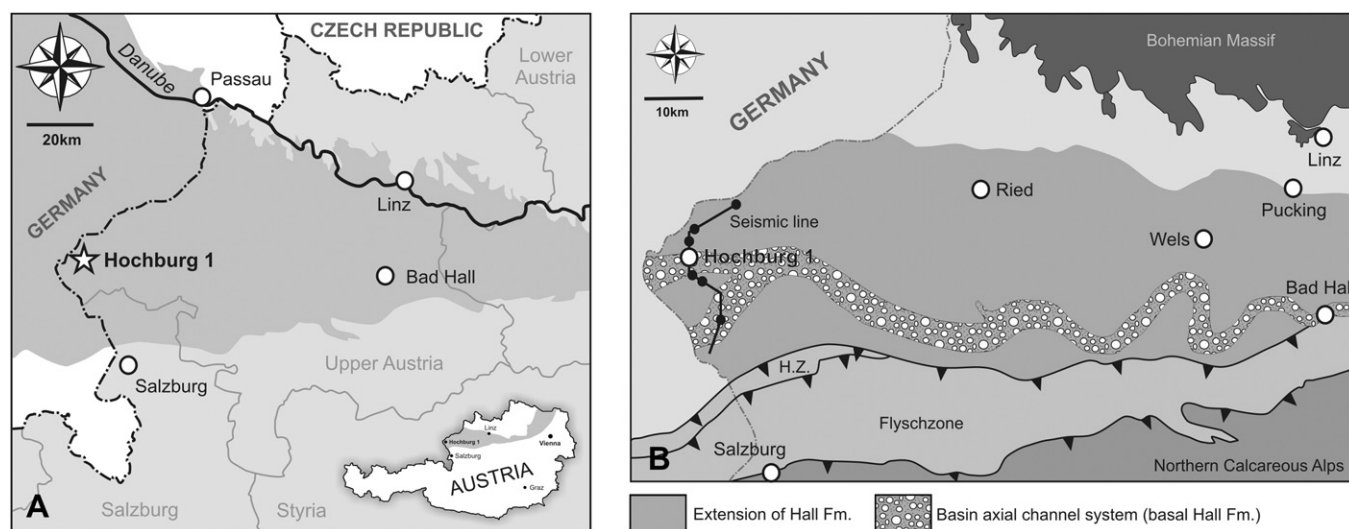 CZECH REPUBLIC
Lower
Austria
Danube
Passau
20km
GERMANY
Linz
Hochburg 1
Bad Hall
Upper Austria
Salzburg
Linz
Hochburg 1
Vienna
Salzburg
AUSTRIA
Graz
A
Salzburg
Styria
Bohemian Massif
GERMANY
10km
Linz
Ried
Pucking
Seismic line
Wels
Hochburg 1
Bad Hal
H.Z.
Flyschzone
Salzburg
B
Northern Calcareous Alps
Extension of Hall Fm.
Basin axial channel system (basal Hall Fm.)